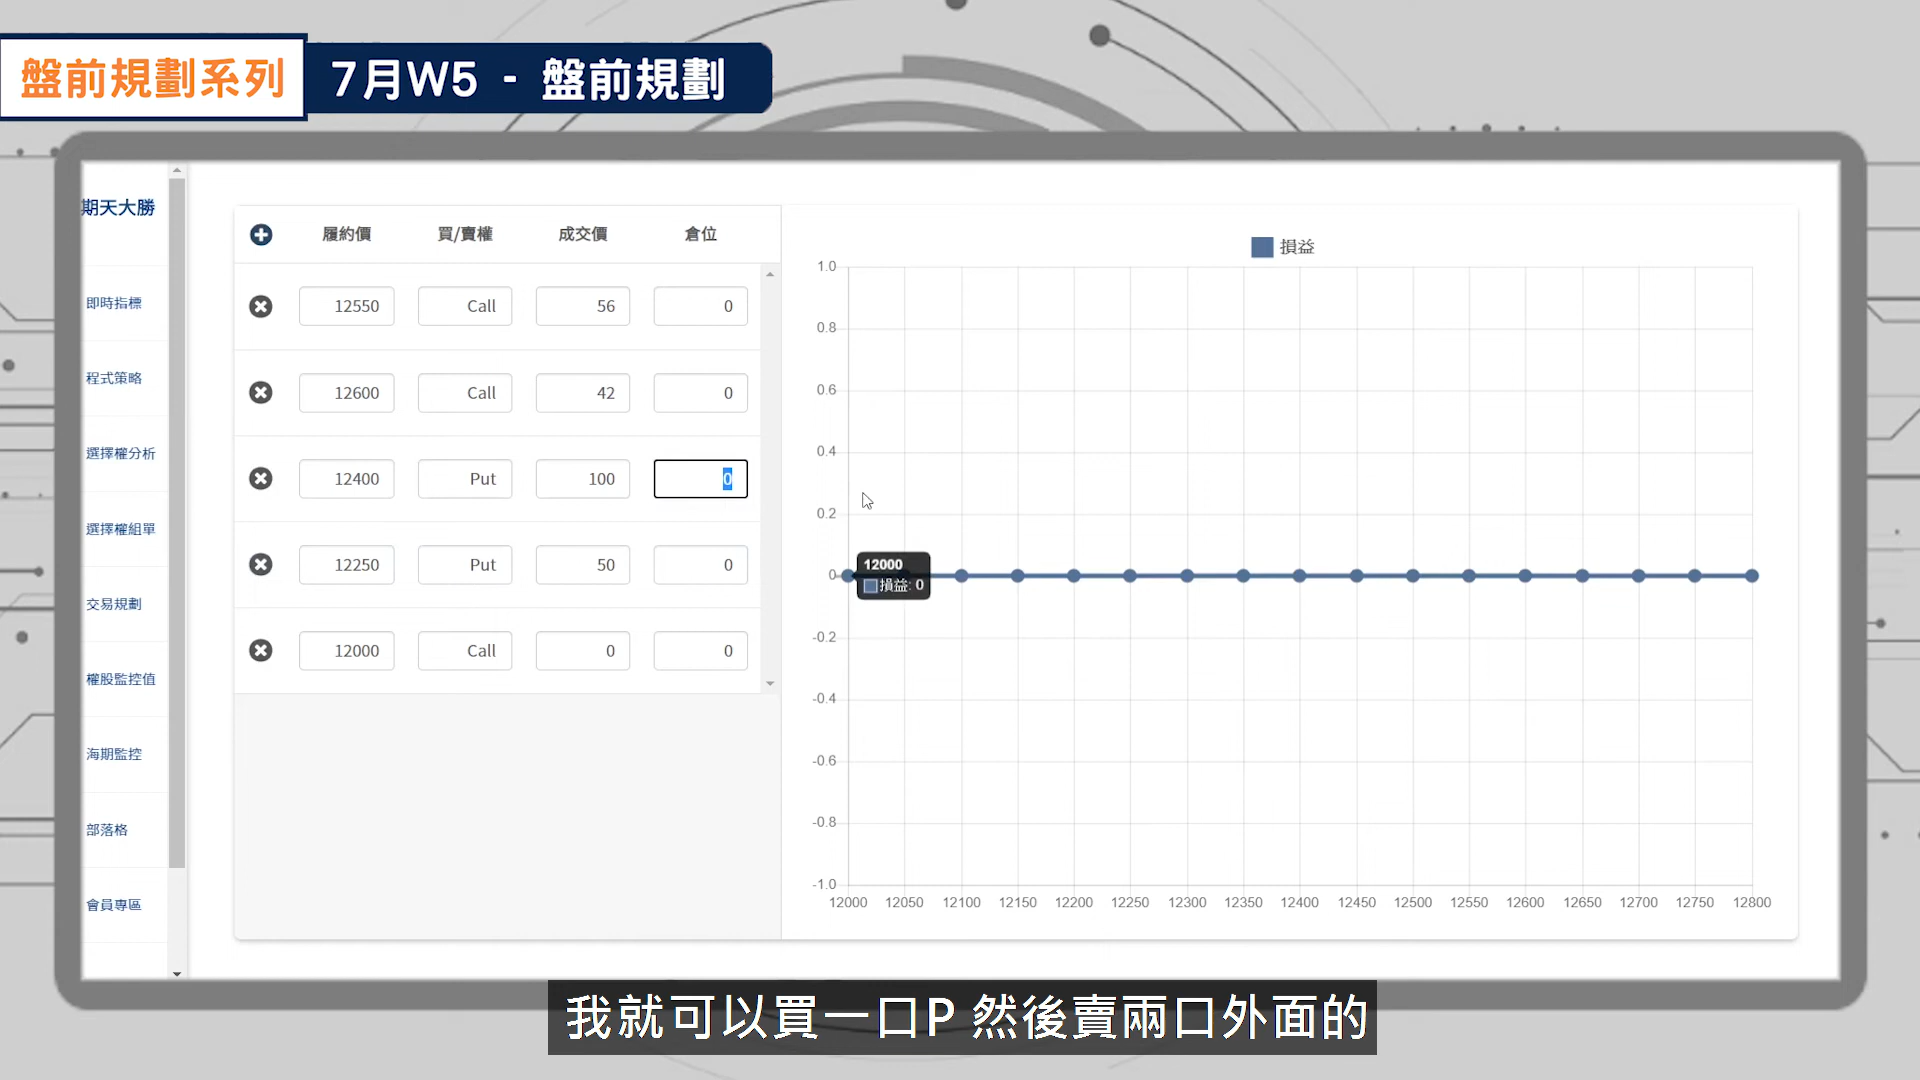 盤前規劃系列
7月W5 - 盤前規劃
期天大勝
即時指標
程式策略
選擇權分析
選擇權組單
交易規劃
權股監控值
海期監控
部落格
會員專區
履約價 買/賣權 成交價 倉位
12550 Call 56 0
12600 Call 42 0
12400 Put 100 0
12250 Put 50 0
12000 Call 0 0
損益
1.0
0.8
0.6
0.4
0.2
0
-0.2
-0.4
-0.6
-0.8
-1.0
12000
損益: 0
12000 12050 12100 12150 12200 12250 12300 12350 12400 12450 12500 12550 12600 12650 12700 12750 12800
我就可以買一口P 然後賣兩口外面的